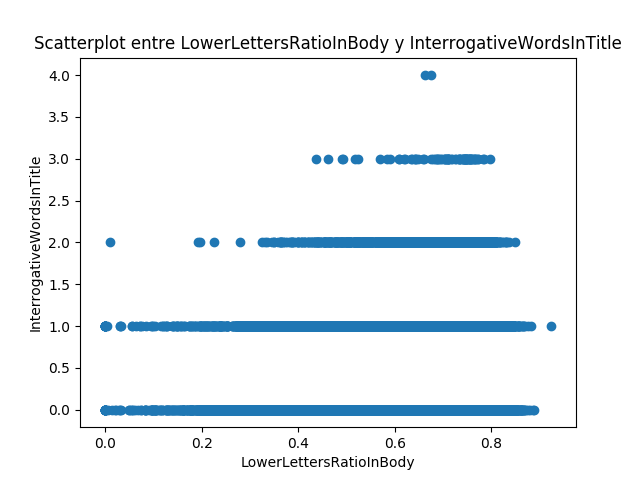 Scatterplot entre LowerLettersRatioInBody y InterrogativeWordsInTitle
4.0
3.5
3.0
2.5
2.0
1.5
1.0
0.5
0.0
InterrogativeWordsInTitle
0.0 0.2 0.4 0.6 0.8
LowerLettersRatioInBody